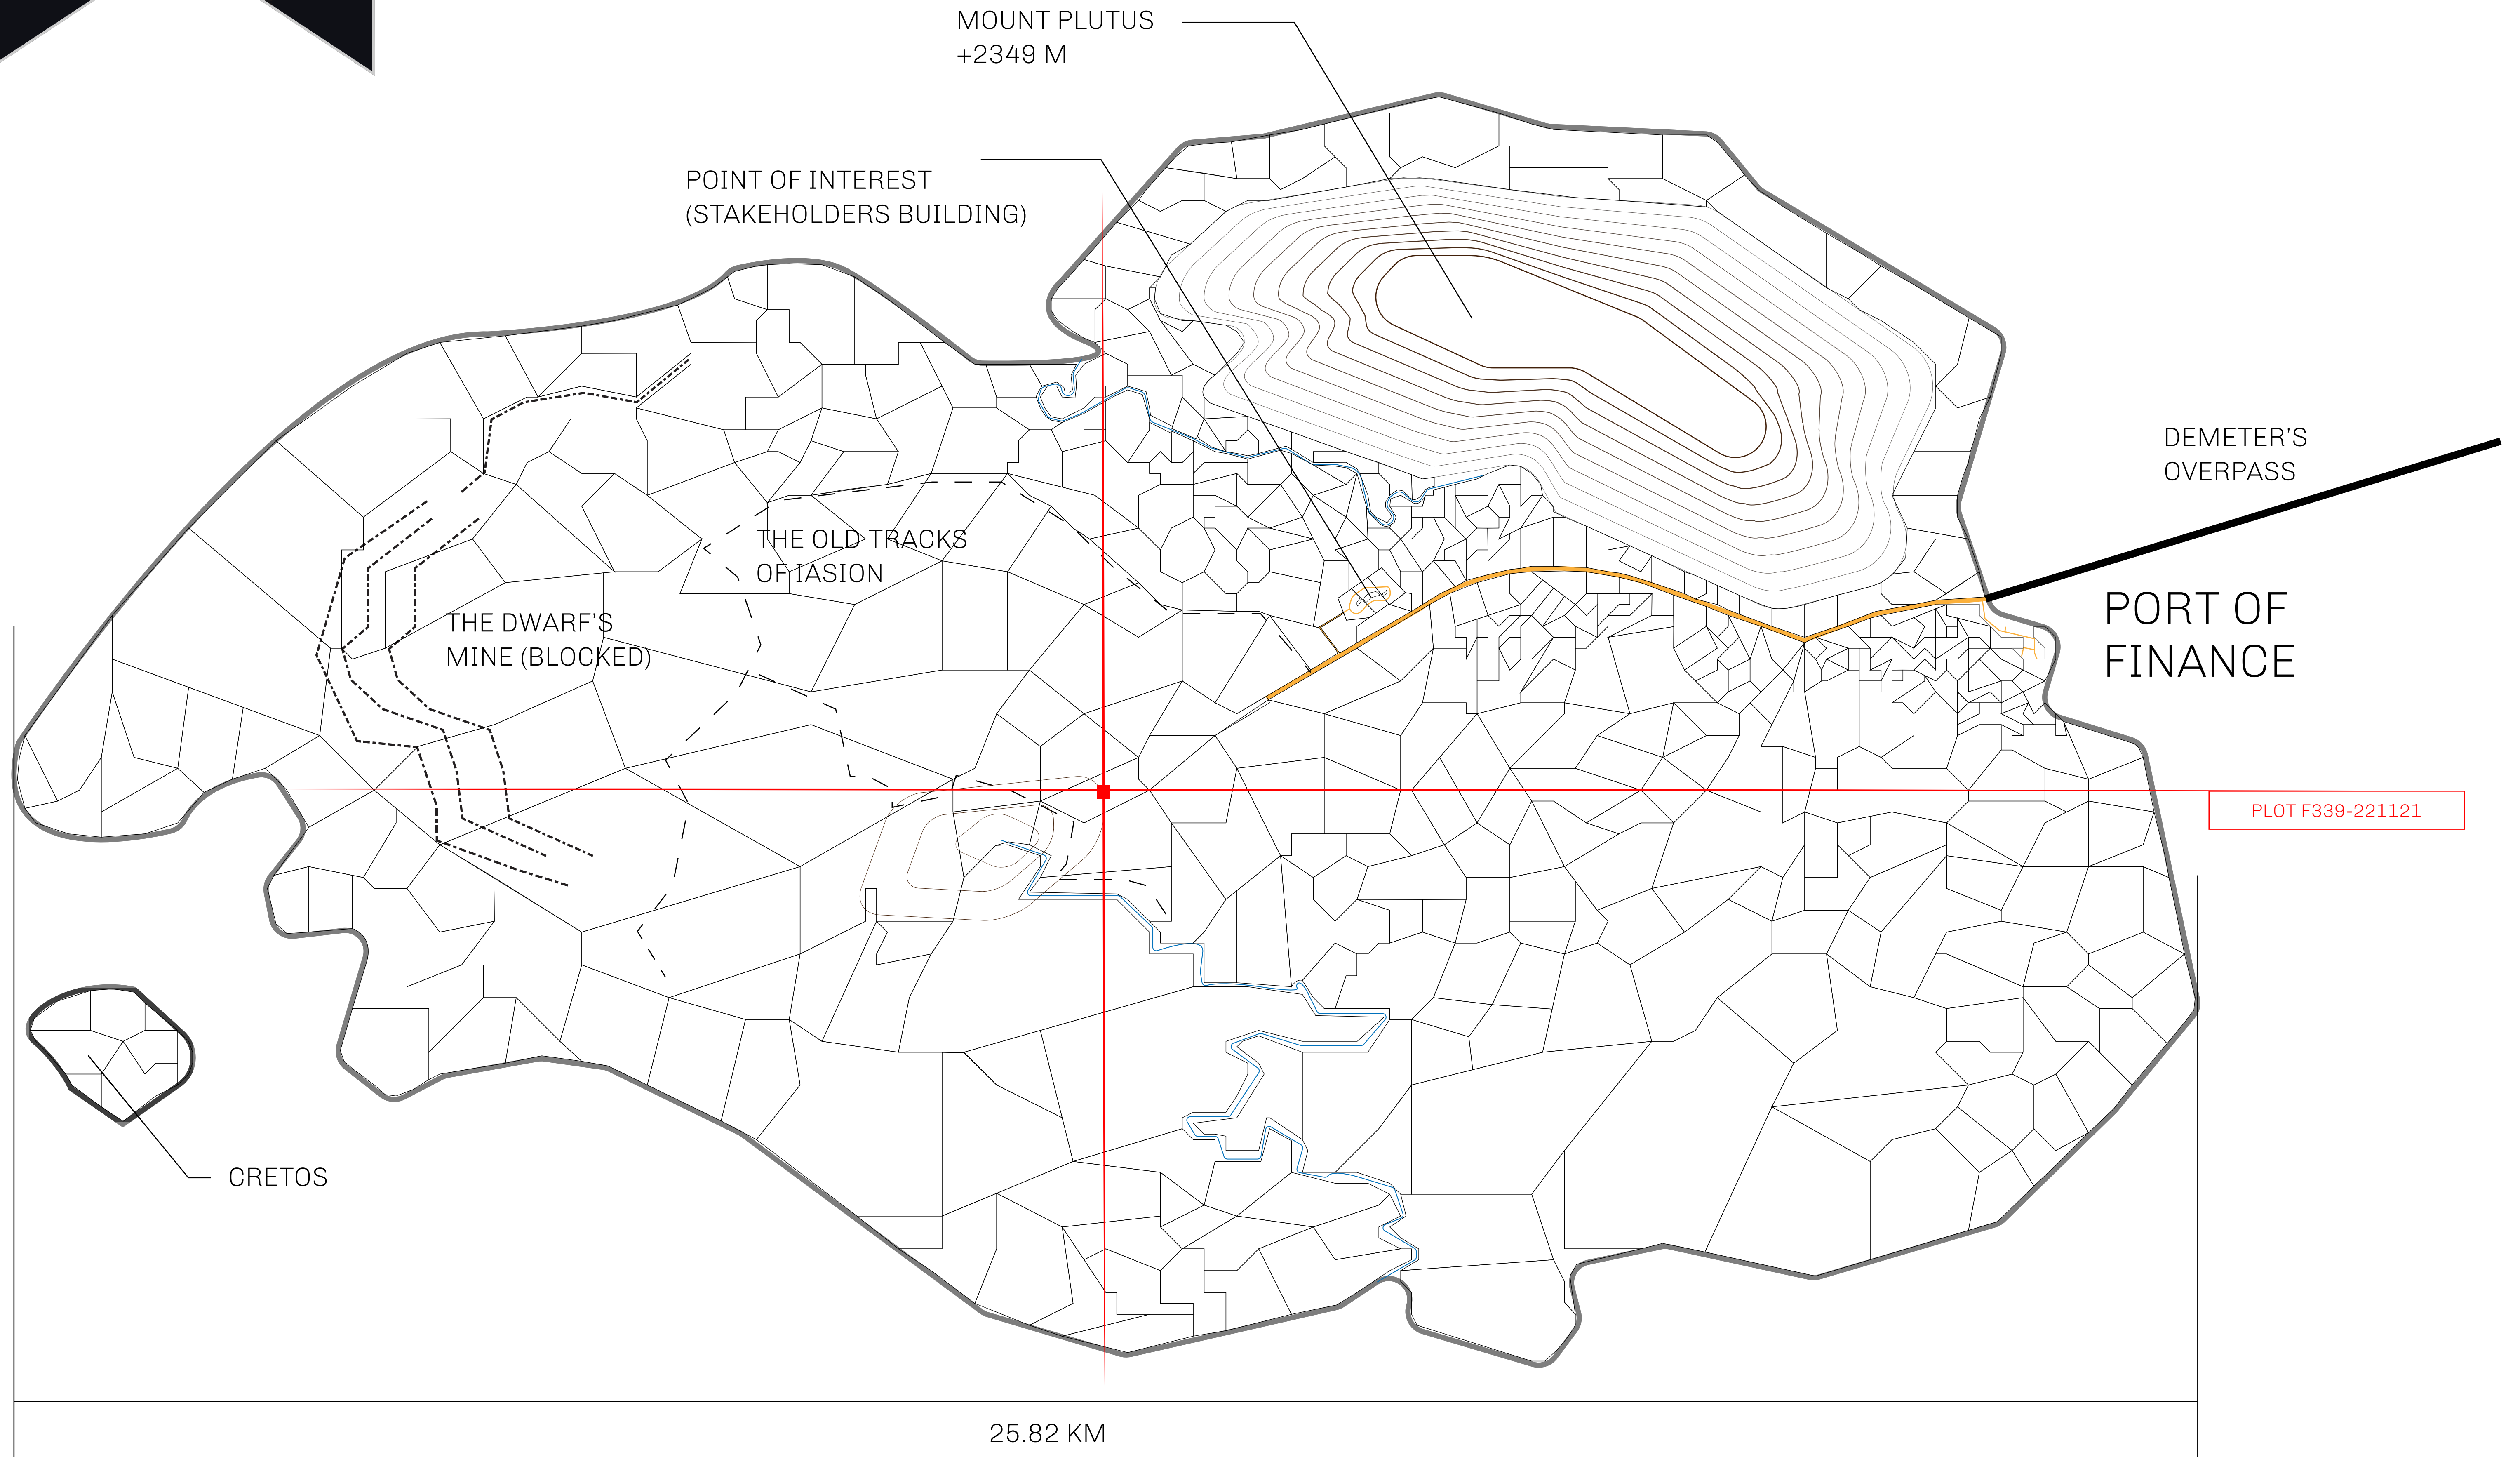 MOUNT PLUTUS
+2349 M
POINT OF INTEREST
(STAKEHOLDERS BUILDING)
DEMETER'S
OVERPASS
THE OLD TRACKS
OF IASION
PORT OF
FINANCE
THE DWARF'S
MINE (BLOCKED)
PLOT F339-221121
CRETOS
25.82 KM